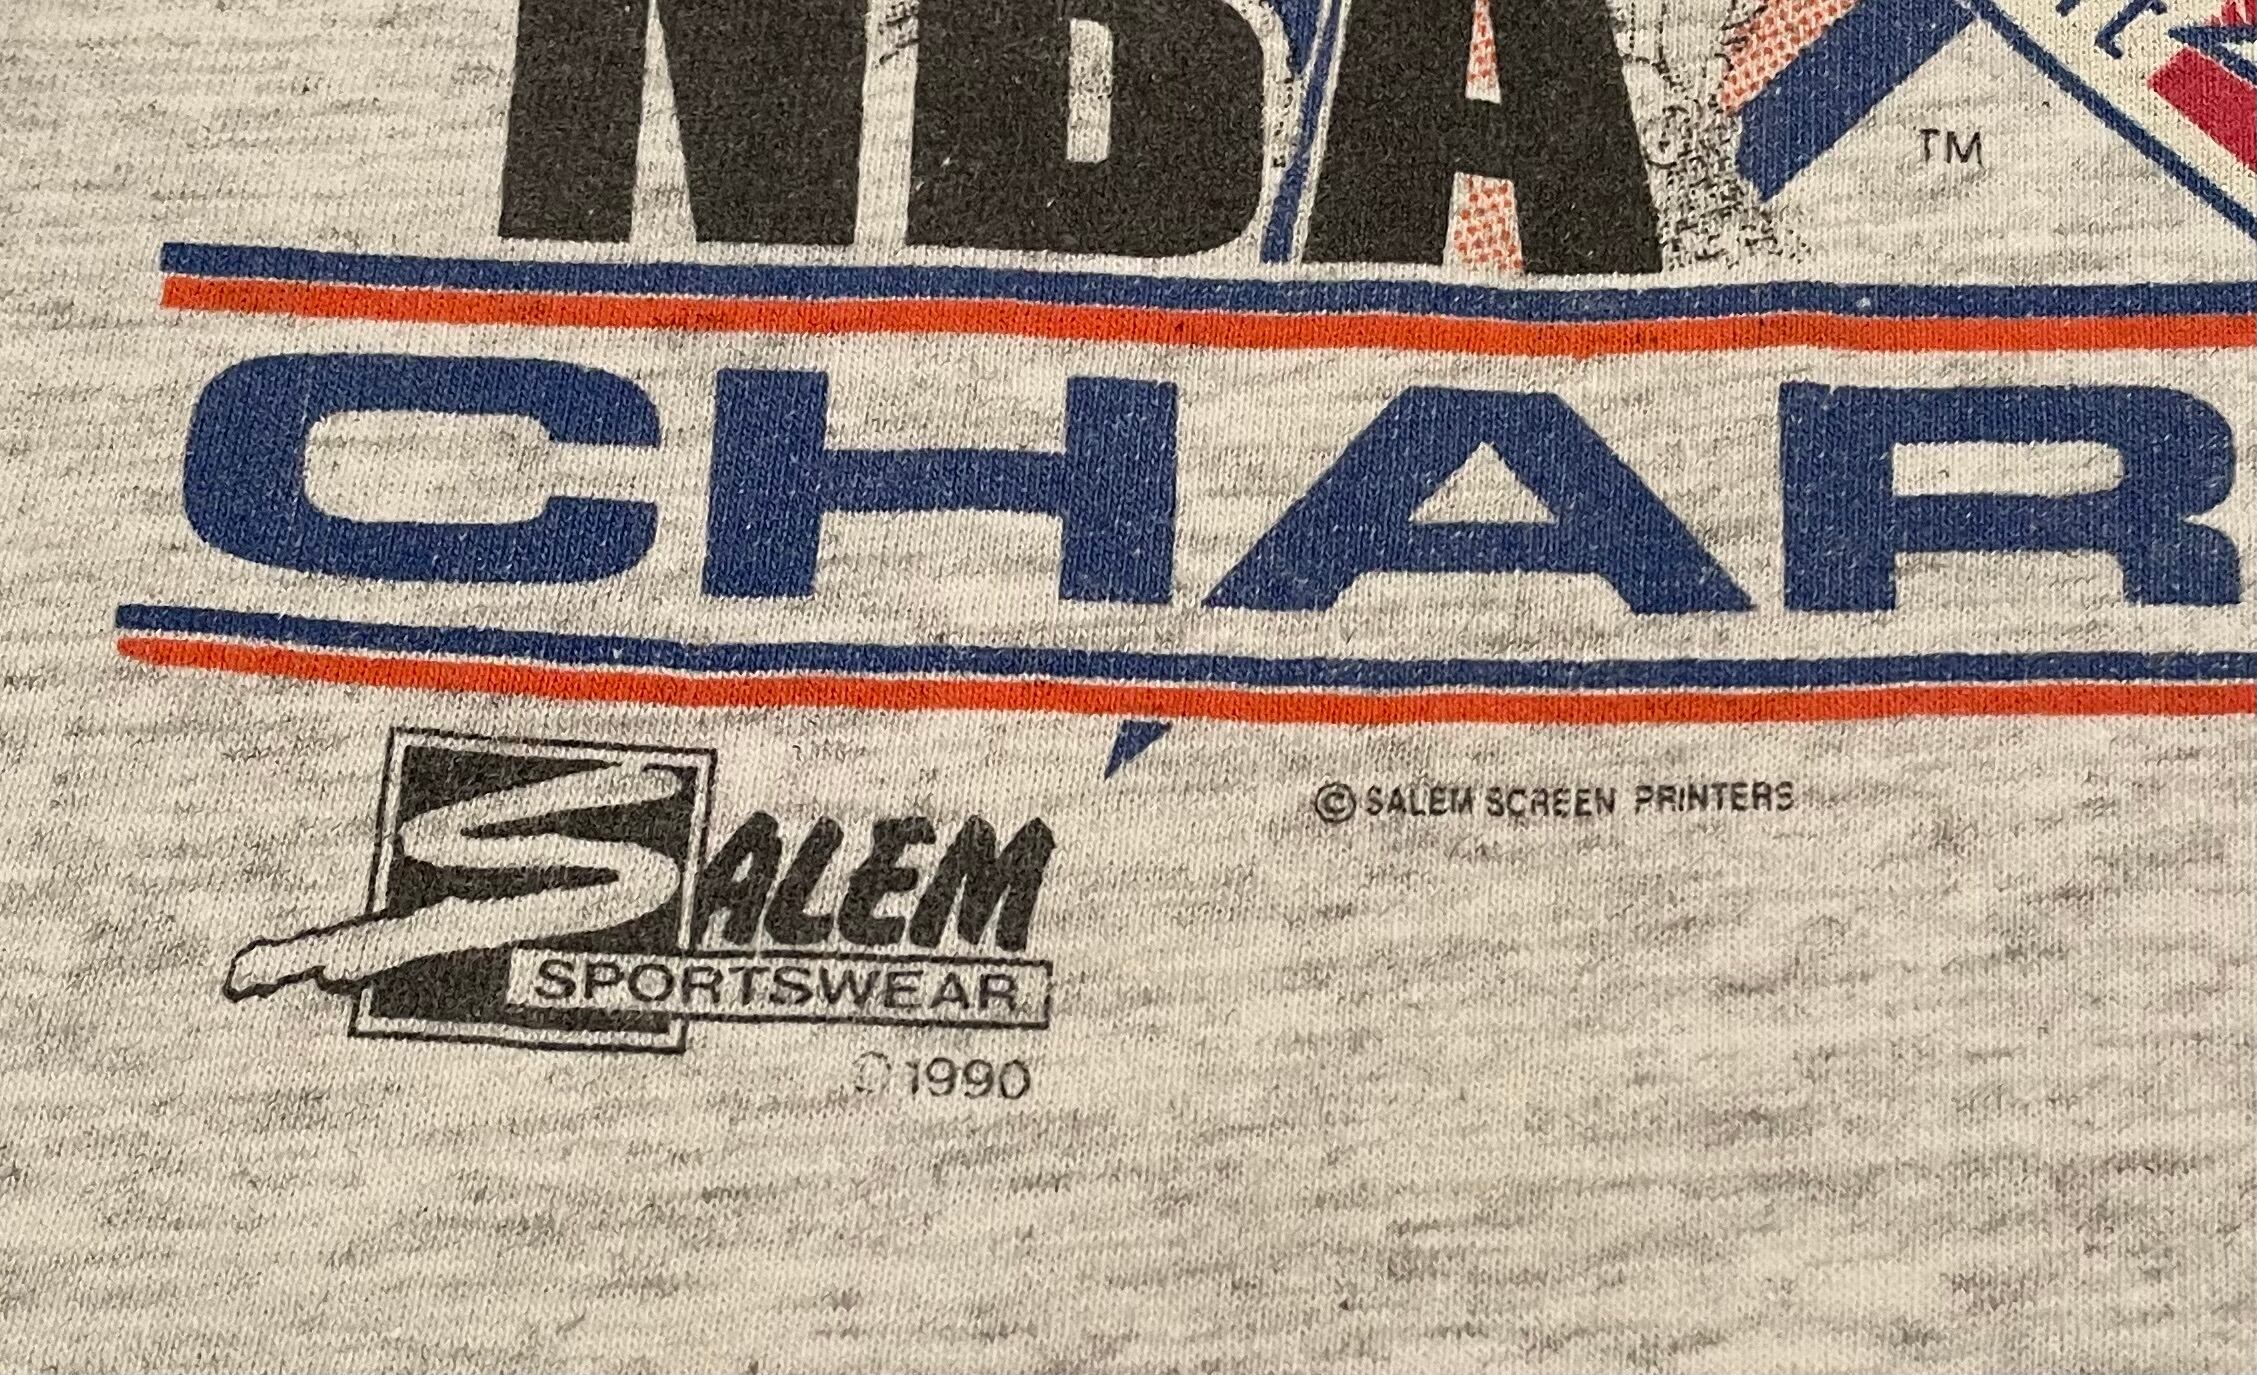 NBA
TM
CHAR
SALEM
© SALEM SCREEN PRINTERS
SPORTSWEAR
© 1990